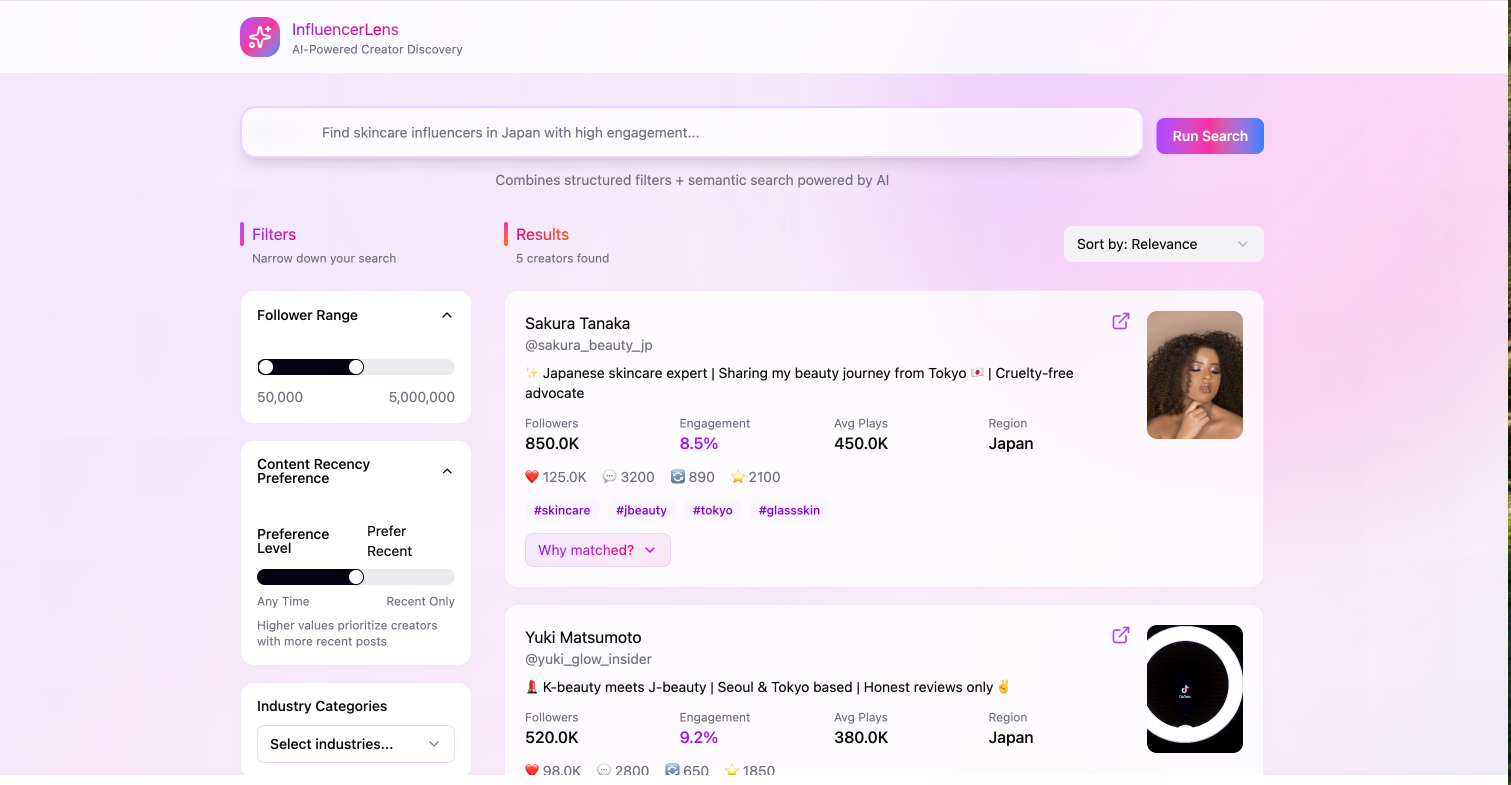 InfluencerLens
AI-Powered Creator Discovery
Find skincare influencers in Japan with high engagement...
Run Search
Combines structured filters + semantic search powered by AI
Filters
Narrow down your search
Results
5 creators found
Sort by: Relevance
Follower Range
50,000 5,000,000
Content Recency
Preference
Preference
Level
Prefer
Recent
Any Time Recent Only
Higher values prioritize creators
with more recent posts
Industry Categories
Select industries...
Sakura Tanaka
@sakura_beauty_jp
✨ Japanese skincare expert | Sharing my beauty journey from Tokyo 🇯🇵 | Cruelty-free
advocate
Followers Engagement Avg Plays Region
850.0K 8.5% 450.0K Japan
❤️ 125.0K 💬 3200 🔄 890 ⭐ 2100
#skincare #jbeauty #tokyo #glassskin
Why matched?
Yuki Matsumoto
@yuki_glow_insider
💄 K-beauty meets J-beauty | Seoul & Tokyo based | Honest reviews only ✌️
Followers Engagement Avg Plays Region
520.0K 9.2% 380.0K Japan
❤️ 98.0K 💬 2800 🔄 650 ⭐ 1850
TikTok